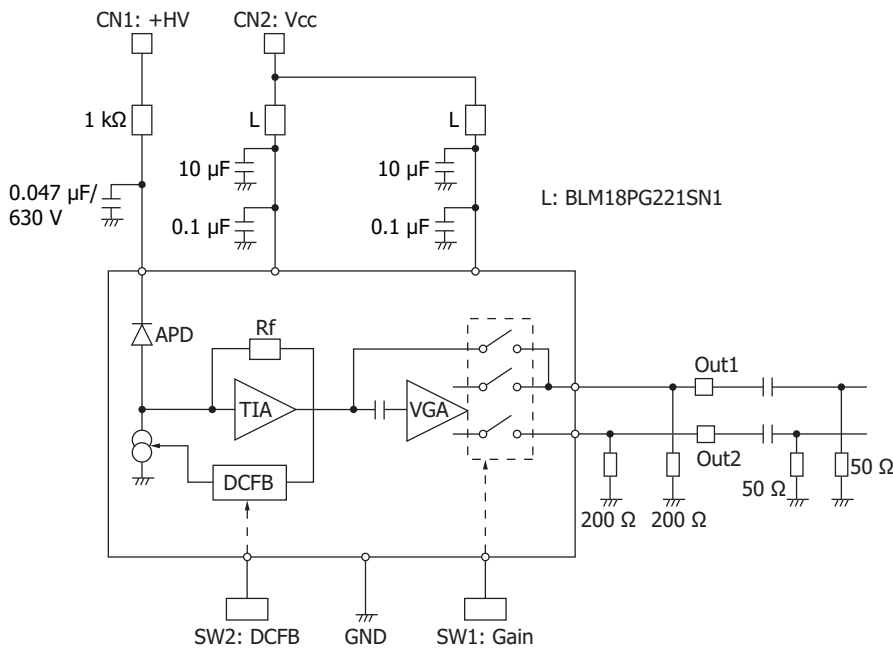 CN1: +HV
CN2: Vcc
1 kΩ
L
L
10 µF
10 µF
0.047 µF/
630 V
0.1 µF
0.1 µF
L: BLM18PG221SN1
APD
Rf
TIA
VGA
Out1
Out2
DCFB
50 Ω
50 Ω
200 Ω
200 Ω
SW2: DCFB
GND
SW1: Gain